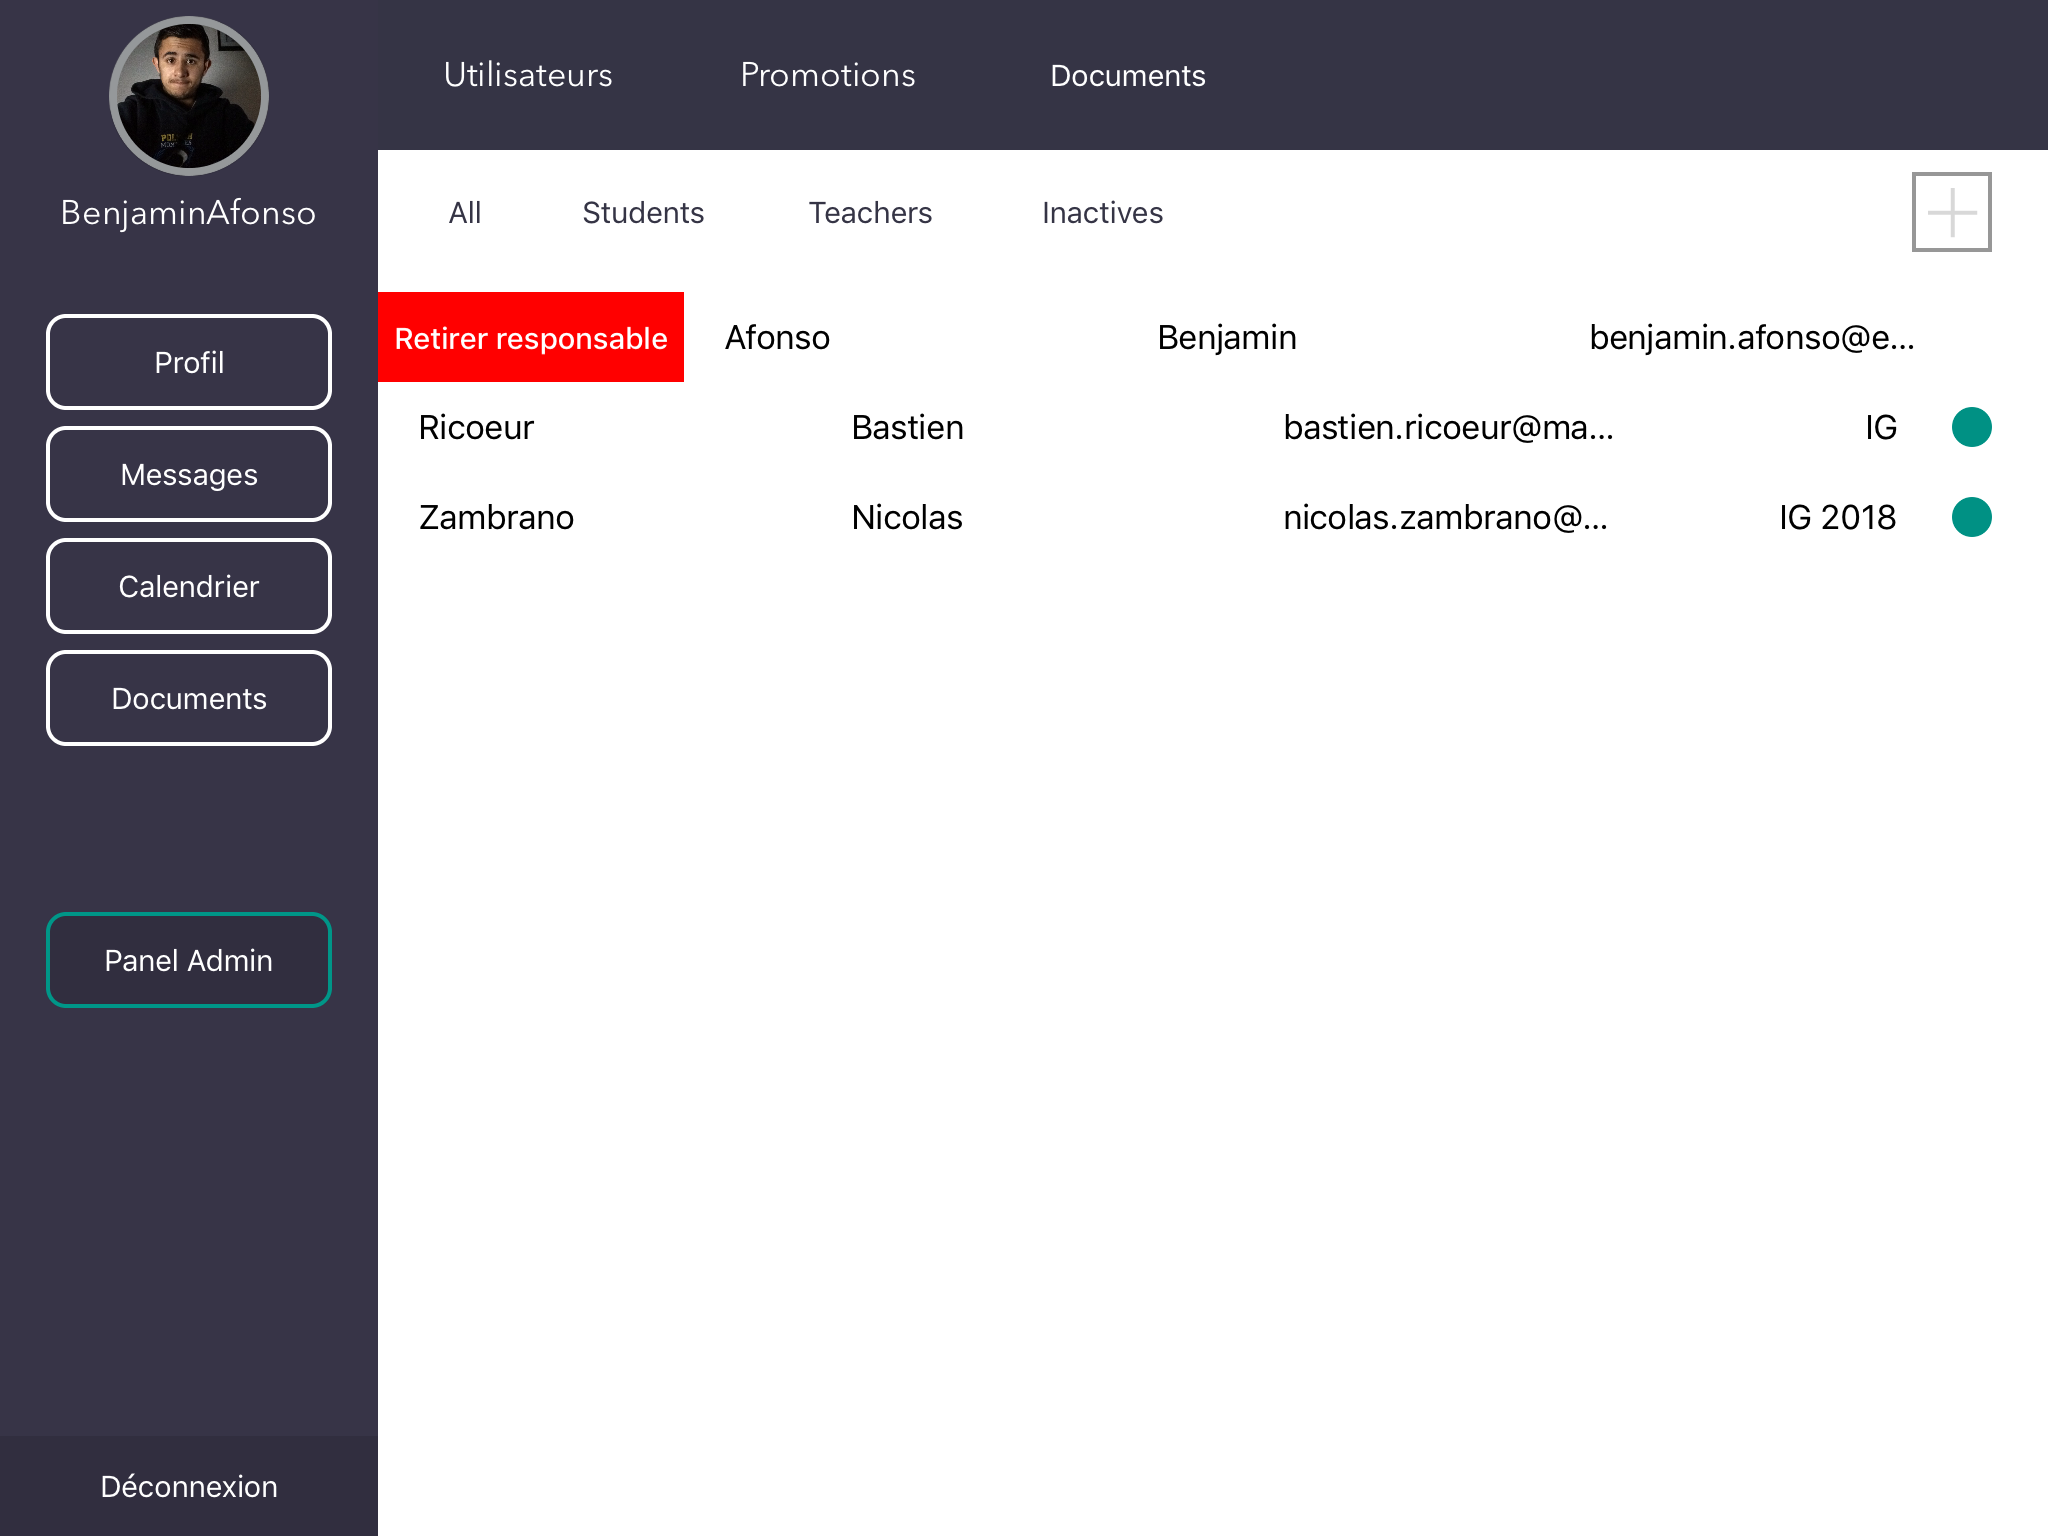 BenjaminAfonso
Profil
Messages
Calendrier
Documents
Panel Admin
Déconnexion
Utilisateurs Promotions Documents
All Students Teachers Inactives
Retirer responsable Afonso Benjamin benjamin.afonso@e...
Ricoeur Bastien bastien.ricoeur@ma... IG
Zambrano Nicolas nicolas.zambrano@... IG 2018